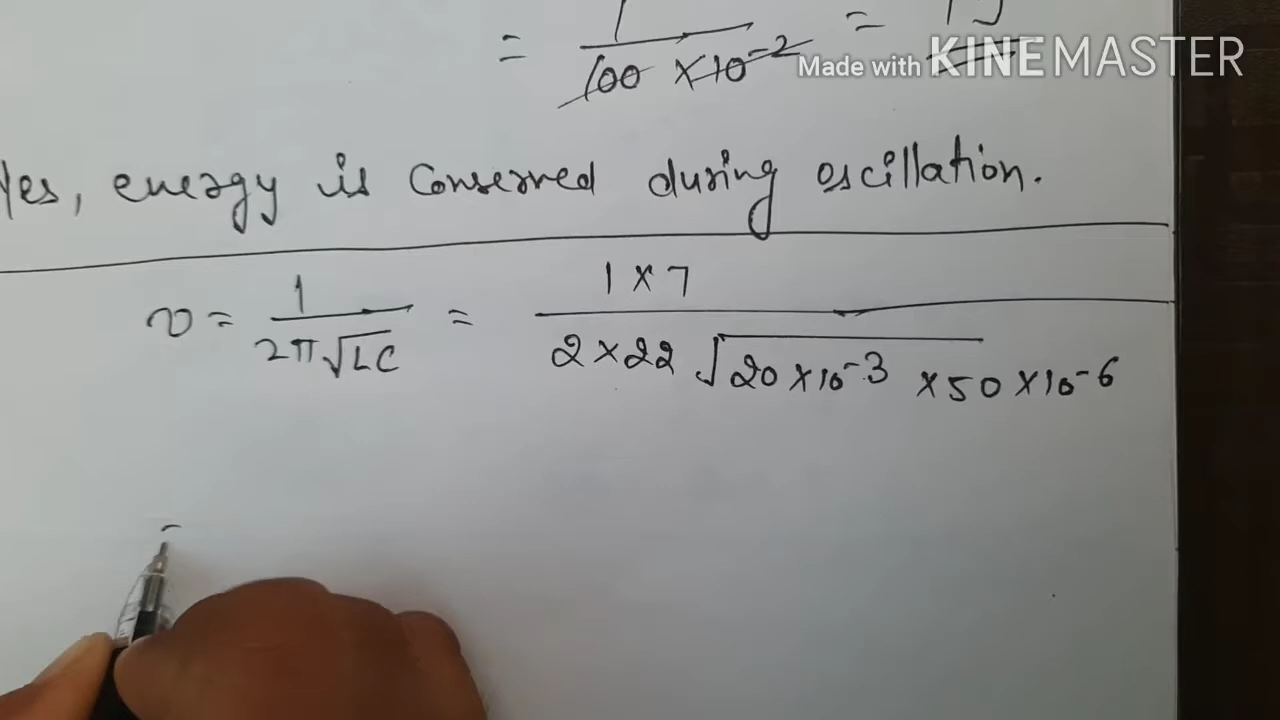 = 1 / 100 × 10⁻² =
Made with KINEMASTER
Yes, energy is conserved during oscillation.
υ = 1 / 2π√LC = 1 × 7 / 2 × 22 √20 × 10⁻³ × 50 × 10⁻⁶